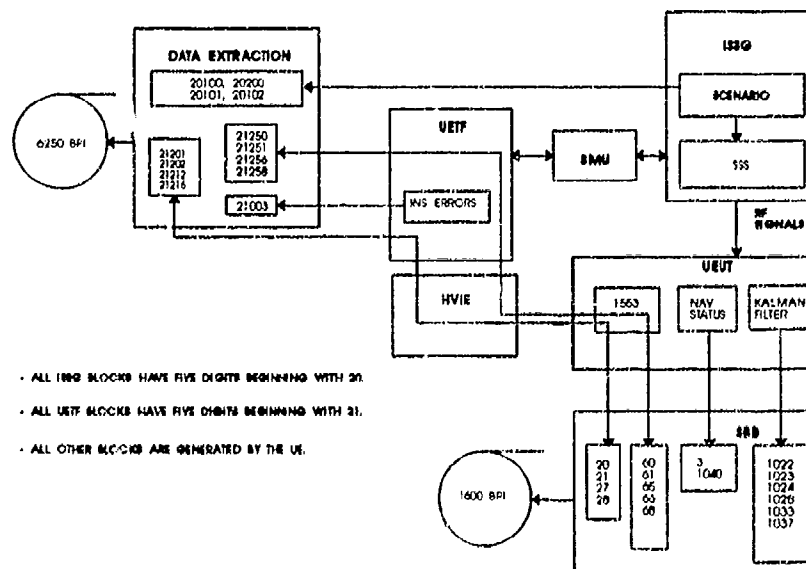 DATA EXTRACTION
20100, 20200
20101, 20102
6250 BPI
21201
21202
21212
21216
21250
21251
21256
21258
21003
UETF
INS ERRORS
HVIE
SMU
ISSG
SCENARIO
SSS
RF
SIGNALS
UEUT
1553
NAV
STATUS
KALMAN
FILTER
• ALL ISSG BLOCKS HAVE FIVE DIGITS BEGINNING WITH 20.
• ALL UETF BLOCKS HAVE FIVE DIGITS BEGINNING WITH 21.
• ALL OTHER BLOCKS ARE GENERATED BY THE UE.
1600 BPI
20
21
27
28
60
61
68
3
1040
1022
1023
1024
1026
1033
1037